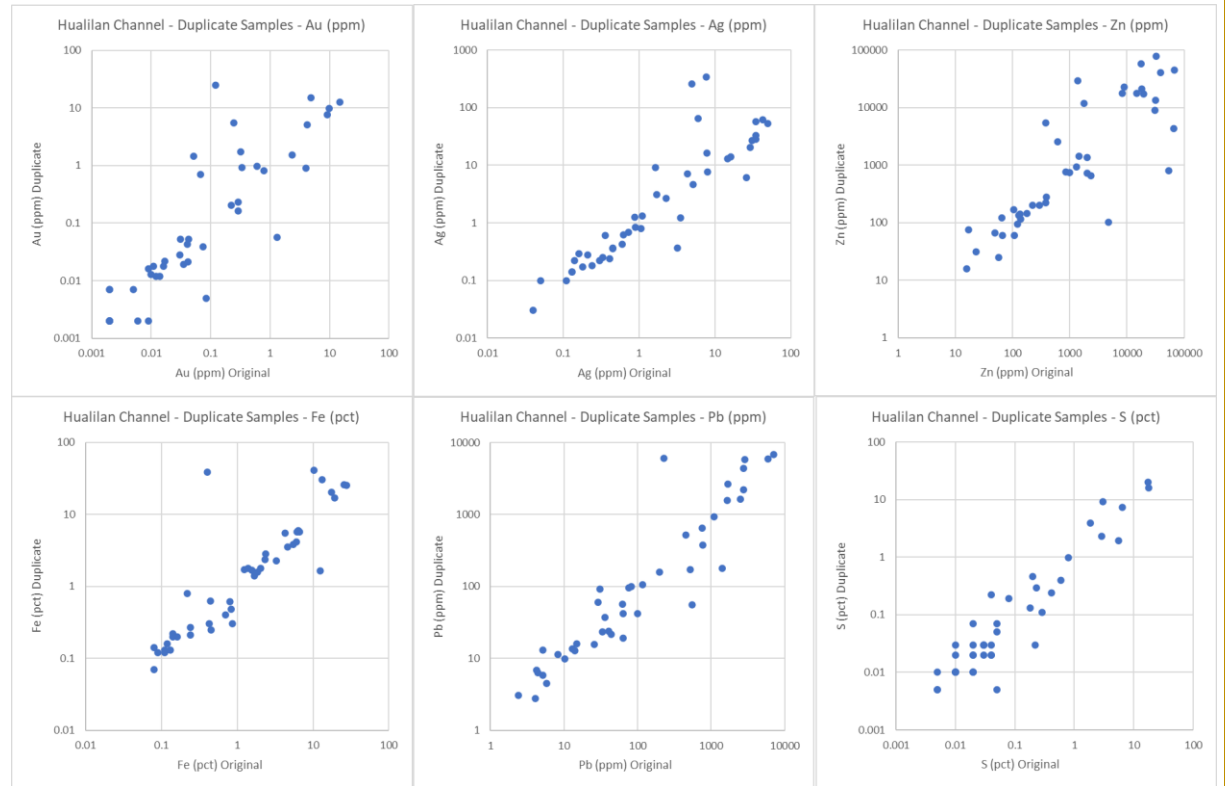 Hualilan Channel - Duplicate Samples - Au (ppm)
100
10
1
0.1
0.01
0.001
Au (ppm) Duplicate
0.001 0.01 0.1 1 10 100
Au (ppm) Original
Hualilan Channel - Duplicate Samples - Ag (ppm)
1000
100
10
1
0.1
0.01
Ag (ppm) Duplicate
0.01 0.1 1 10 100
Ag (ppm) Original
Hualilan Channel - Duplicate Samples - Zn (ppm)
100000
10000
1000
100
10
1
Zn (ppm) Duplicate
1 10 100 1000 10000 100000
Zn (ppm) Original
Hualilan Channel - Duplicate Samples - Fe (pct)
100
10
1
0.1
0.01
Fe (pct) Duplicate
0.01 0.1 1 10 100
Fe (pct) Original
Hualilan Channel - Duplicate Samples - Pb (ppm)
10000
1000
100
10
1
Pb (ppm) Duplicate
1 10 100 1000 10000
Pb (ppm) Original
Hualilan Channel - Duplicate Samples - S (pct)
100
10
1
0.1
0.01
0.001
S (pct) Duplicate
0.001 0.01 0.1 1 10 100
S (pct) Original